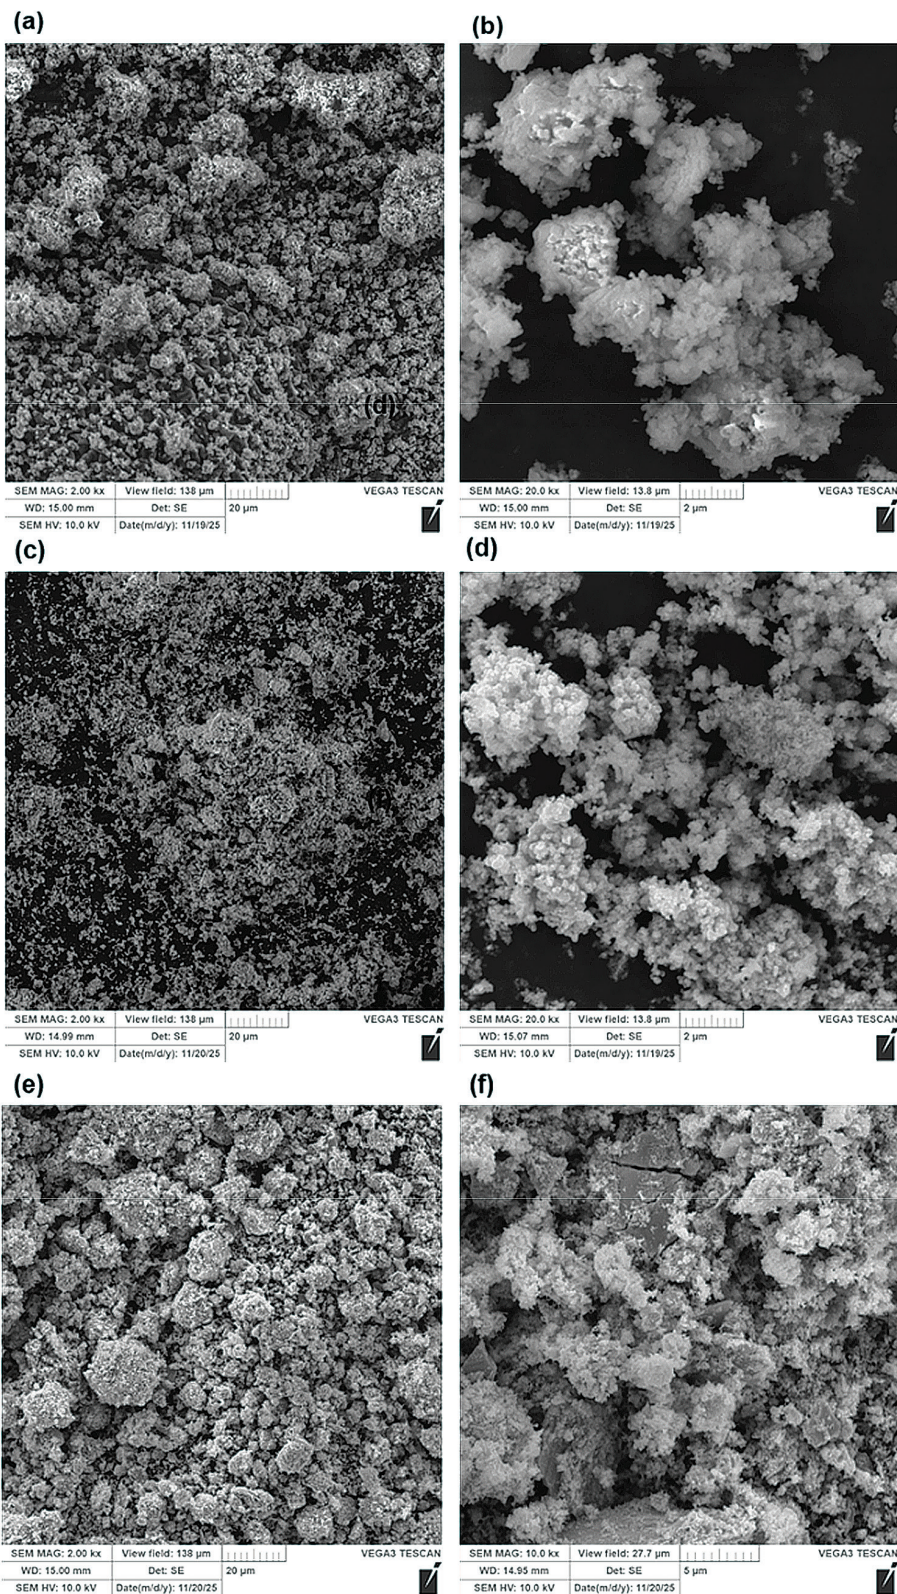 (a)
(b)
(d)
SEM MAG: 2.00 kx View field: 138 µm VEGA3 TESCAN
WD: 15.00 mm Det: SE 20 µm
SEM HV: 10.0 kV Date(m/d/y): 11/19/25
SEM MAG: 20.0 kx View field: 13.8 µm VEGA3 TESCAN
WD: 15.00 mm Det: SE 2 µm
SEM HV: 10.0 kV Date(m/d/y): 11/19/25
(c)
(d)
SEM MAG: 2.00 kx View field: 138 µm VEGA3 TESCAN
WD: 14.99 mm Det: SE 20 µm
SEM HV: 10.0 kV Date(m/d/y): 11/20/25
SEM MAG: 20.0 kx View field: 13.8 µm VEGA3 TESCAN
WD: 15.07 mm Det: SE 2 µm
SEM HV: 10.0 kV Date(m/d/y): 11/19/25
(e)
(f)
SEM MAG: 2.00 kx View field: 138 µm VEGA3 TESCAN
WD: 15.00 mm Det: SE 20 µm
SEM HV: 10.0 kV Date(m/d/y): 11/20/25
SEM MAG: 10.0 kx View field: 27.7 µm VEGA3 TESCAN
WD: 14.95 mm Det: SE 5 µm
SEM HV: 10.0 kV Date(m/d/y): 11/20/25